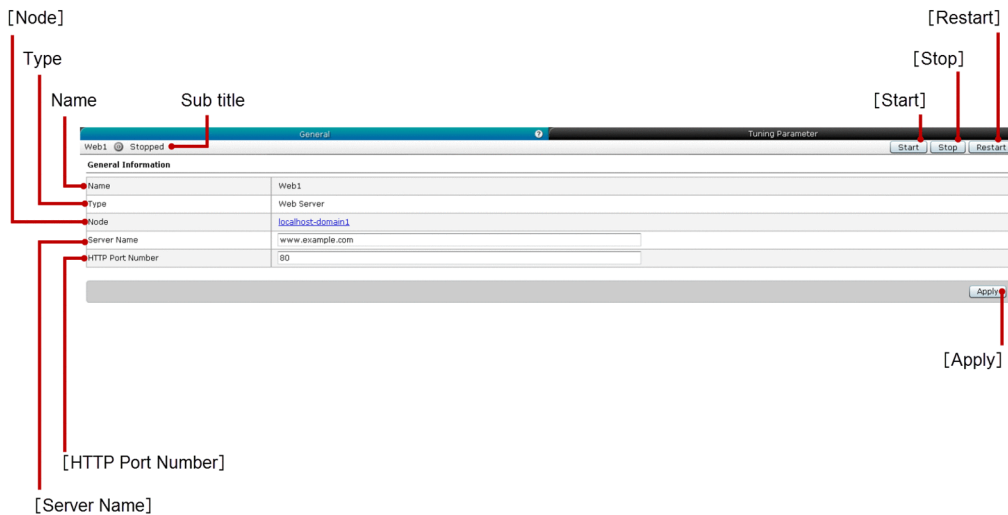 [Node]
[Restart]
Type
[Stop]
Name
Sub title
[Start]
General ?
Tuning Parameter
Web1 Stopped
Start Stop Restart
General Information
Name Web1
Type Web Server
Node localhost-domain1
Server Name www.example.com
HTTP Port Number 80
Apply
[Apply]
[HTTP Port Number]
[Server Name]